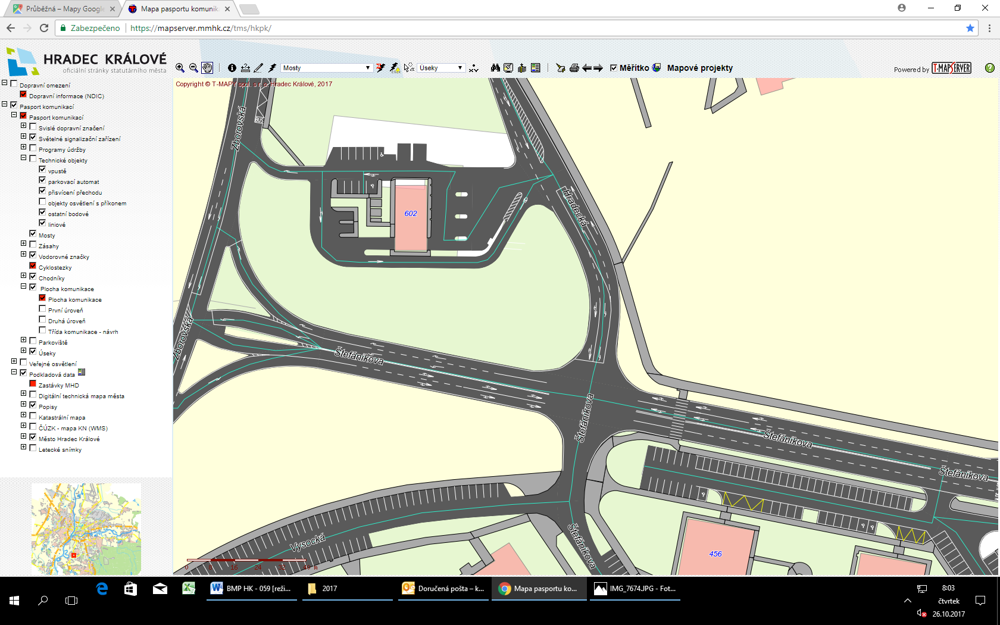 Průběžná – Mapy Google
Mapa pasportu komunik
Zabezpečeno
https://mapserver.mmhk.cz/tms/hkpk/
HRADEC KRÁLOVÉ
oficiální stránky statutárního města
Mosty
Úseky
Měřítko
Mapové projekty
Powered by T-MAPSERVER
Copyright © T-MAPY spol. s r.o. Hradec Králové, 2017
Dopravní omezení
Dopravní informace (NDIC)
Pasport komunikací
Pasport komunikací
Svislé dopravní značení
Světelné signalizační zařízení
Programy údržby
Technické objekty
vpustě
parkovací automat
přisvícení přechodu
objekty osvětlení s příkonem
ostatní bodové
liniové
Mosty
Zásahy
Vodorovné značky
Cyklostezky
Chodníky
Plocha komunikace
Plocha komunikace
První úroveň
Druhá úroveň
Třída komunikace - návrh
Parkoviště
Úseky
Veřejné osvětlení
Podkladová data
Zastávky MHD
Digitální technická mapa města
Popisy
Katastrální mapa
ČÚZK - mapa KN (WMS)
Město Hradec Králové
Letecké snímky
Zborovská
BUS
602
Hradecká
Zborovská
Štefánikova
Štefánikova
Štefánikova
Štefánikova
Vysocká
Štefánikova
456
0 8 16 24 32 40 m
BMP HK - 059 [reži...
2017
Doručená pošta – k...
Mapa pasportu ko...
IMG_7674.JPG - Fot...
8:03
čtvrtek
26.10.2017